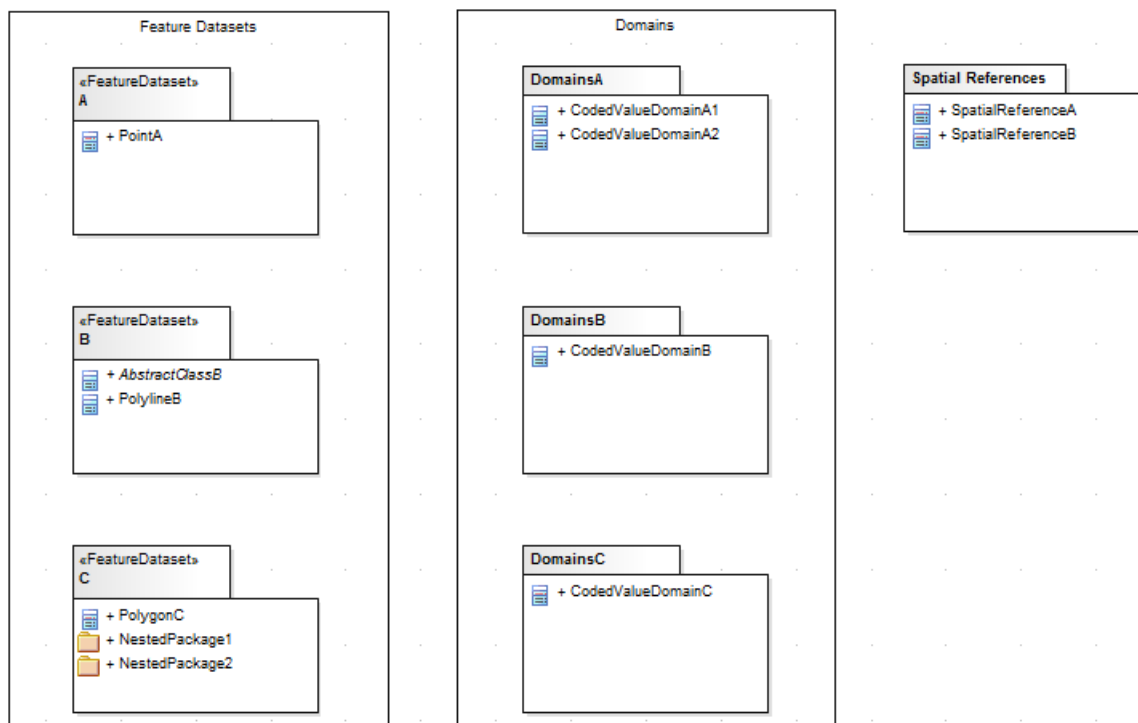 Feature Datasets
«FeatureDataset»
A
+ PointA
«FeatureDataset»
B
+ AbstractClassB
+ PolylineB
«FeatureDataset»
C
+ PolygonC
+ NestedPackage1
+ NestedPackage2
Domains
DomainsA
+ CodedValueDomainA1
+ CodedValueDomainA2
DomainsB
+ CodedValueDomainB
DomainsC
+ CodedValueDomainC
Spatial References
+ SpatialReferenceA
+ SpatialReferenceB